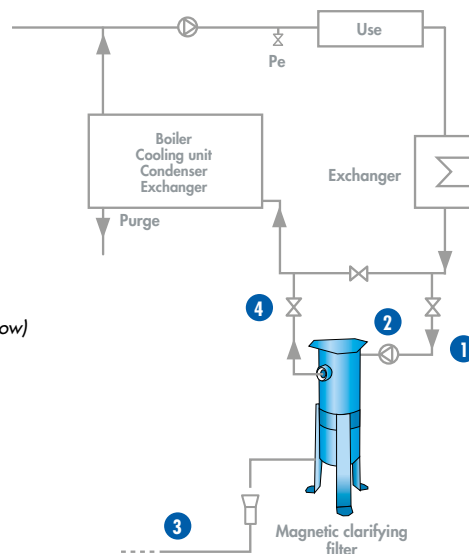 Use
Pe
Boiler
Cooling unit
Condenser
Exchanger
Exchanger
Purge
4
2
ow)
1
3
Magnetic clarifying
filter